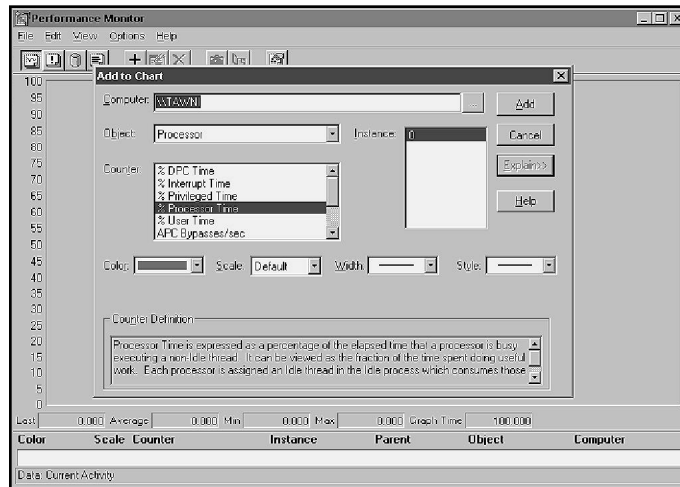 Performance Monitor
File Edit View Options Help
Add to Chart
Computer: \\TAWNI
Add
Object: Processor
Instance: 0
Cancel
Counter:
% DPC Time
% Interrupt Time
% Privileged Time
% Processor Time
% User Time
APC Bypasses/sec
Explain>>
Help
Color: Scale: Default Width: Style:
Counter Definition
Processor Time is expressed as a percentage of the elapsed time that a processor is busy
executing a non-Idle thread. It can be viewed as the fraction of the time spent doing useful
work. Each processor is assigned an Idle thread in the Idle process which consumes those
100
95
90
85
80
75
70
65
60
55
50
45
40
35
30
25
20
15
10
5
0
Last 0.000 Average 0.000 Min 0.000 Max 0.000 Graph Time 100.000
Color Scale Counter Instance Parent Object Computer
Data: Current Activity